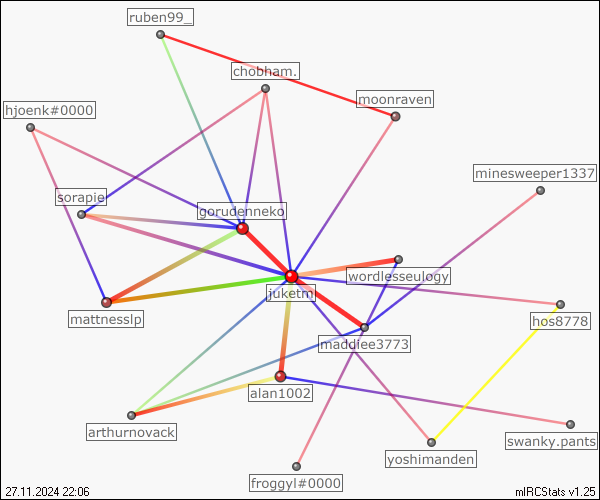 ruben99_
chobham.
moonraven
hjoenk#0000
minesweeper1337
sorapie
gorudenneko
wordlesseulogy
juketm
mattnesslp
hos8778
maddiee3773
alan1002
arthurnovack
swanky.pants
yoshimanden
froggyl#0000
27.11.2024 22:06
mIRCStats v1.25